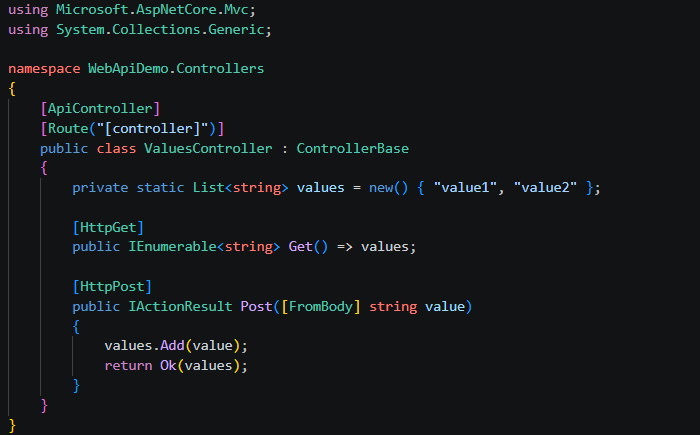 using Microsoft.AspNetCore.Mvc;
using System.Collections.Generic;

namespace WebApiDemo.Controllers
{
    [ApiController]
    [Route("[controller]")]
    public class ValuesController : ControllerBase
    {
        private static List<string> values = new() { "value1", "value2" };

        [HttpGet]
        public IEnumerable<string> Get() => values;

        [HttpPost]
        public IActionResult Post([FromBody] string value)
        {
            values.Add(value);
            return Ok(values);
        }
    }
}